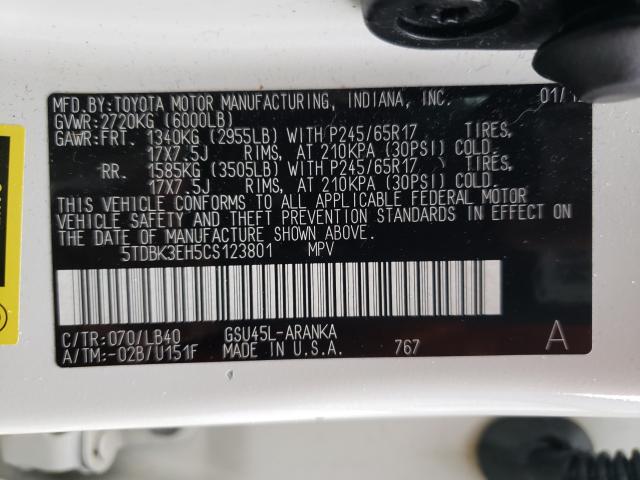 MFD.BY:TOYOTA MOTOR MANUFACTURING, INDIANA, INC. 01/1
GVWR:2720KG (6000LB)
GAWR:FRT. 1340KG (2955LB) WITH P245/65R17 TIRES,
17X7.5J RIMS, AT 210KPA (30PSI) COLD.
RR. 1585KG (3505LB) WITH P245/65R17 TIRES,
17X7.5J RIMS, AT 210KPA (30PSI) COLD.
THIS VEHICLE CONFORMS TO ALL APPLICABLE FEDERAL MOTOR
VEHICLE SAFETY AND THEFT PREVENTION STANDARDS IN EFFECT ON
THE DATE OF MANUFACTURE SHOWN ABOVE.
5TDBK3EH5CS123801 MPV
C/TR:070/LB40 GSU45L-ARANKA
A/TM:-02B/U151F MADE IN U.S.A. 767 A